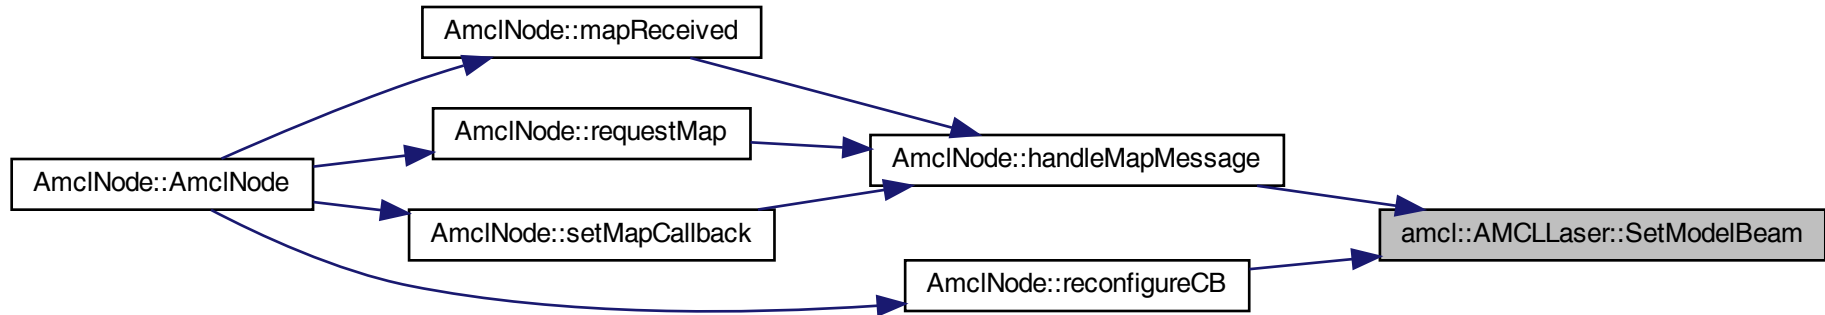 AmclNode::mapReceived
AmclNode::requestMap
AmclNode::handleMapMessage
AmclNode::AmclNode
AmclNode::setMapCallback
amcl::AMCLLaser::SetModelBeam
AmclNode::reconfigureCB